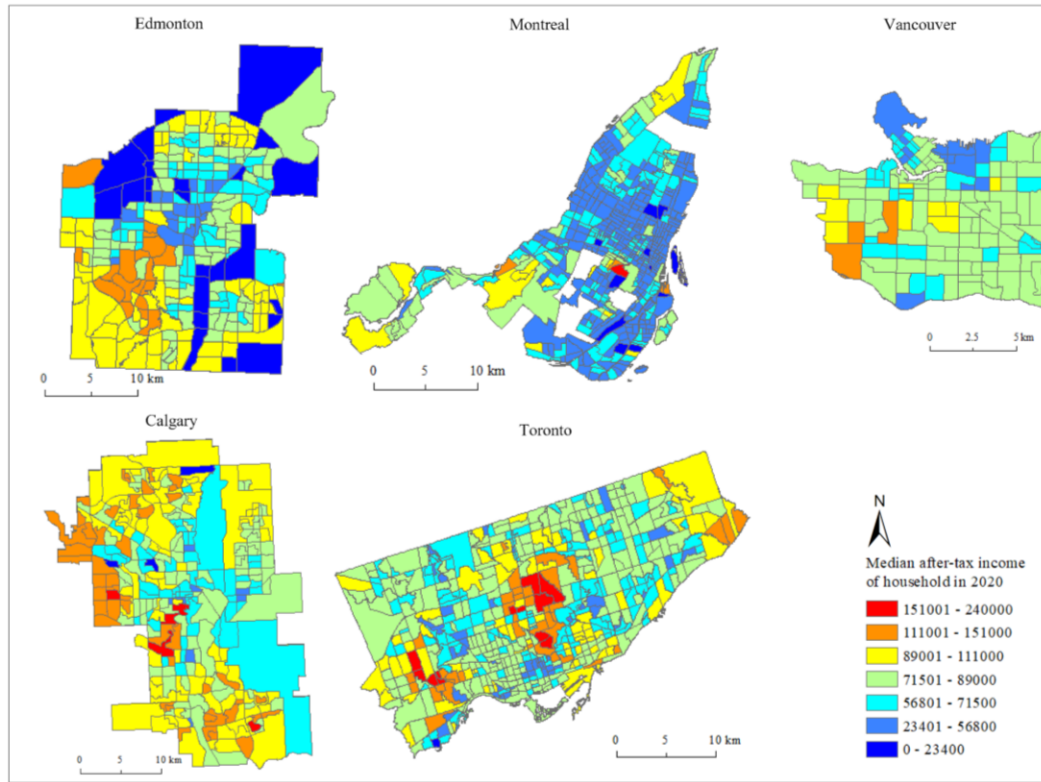 Edmonton
Montreal
Vancouver
0 5 10 km
0 5 10 km
0 2.5 5 km
Calgary
Toronto
N
Median after-tax income
of household in 2020
151001 - 240000
111001 - 151000
89001 - 111000
71501 - 89000
56801 - 71500
23401 - 56800
0 - 23400
0 5 10 km
0 5 10 km